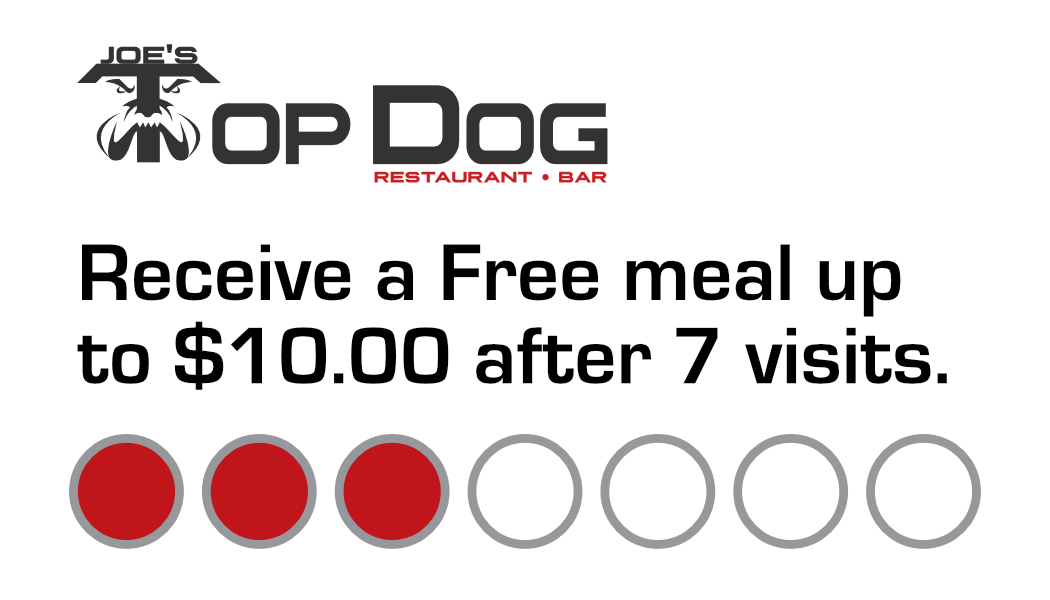 JOE'S
TOP DOG
RESTAURANT • BAR
Receive a Free meal up
to $10.00 after 7 visits.